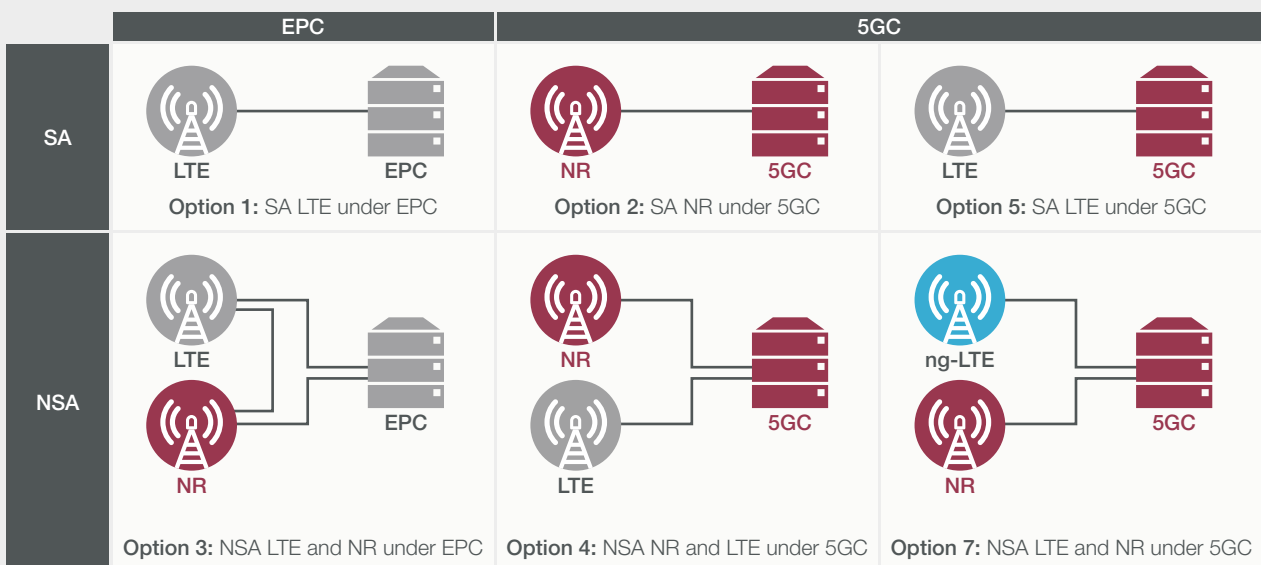 EPC
5GC
SA
LTE
EPC
Option 1: SA LTE under EPC
NR
5GC
Option 2: SA NR under 5GC
LTE
5GC
Option 5: SA LTE under 5GC
NSA
LTE
NR
EPC
Option 3: NSA LTE and NR under EPC
NR
LTE
5GC
Option 4: NSA NR and LTE under 5GC
ng-LTE
NR
5GC
Option 7: NSA LTE and NR under 5GC